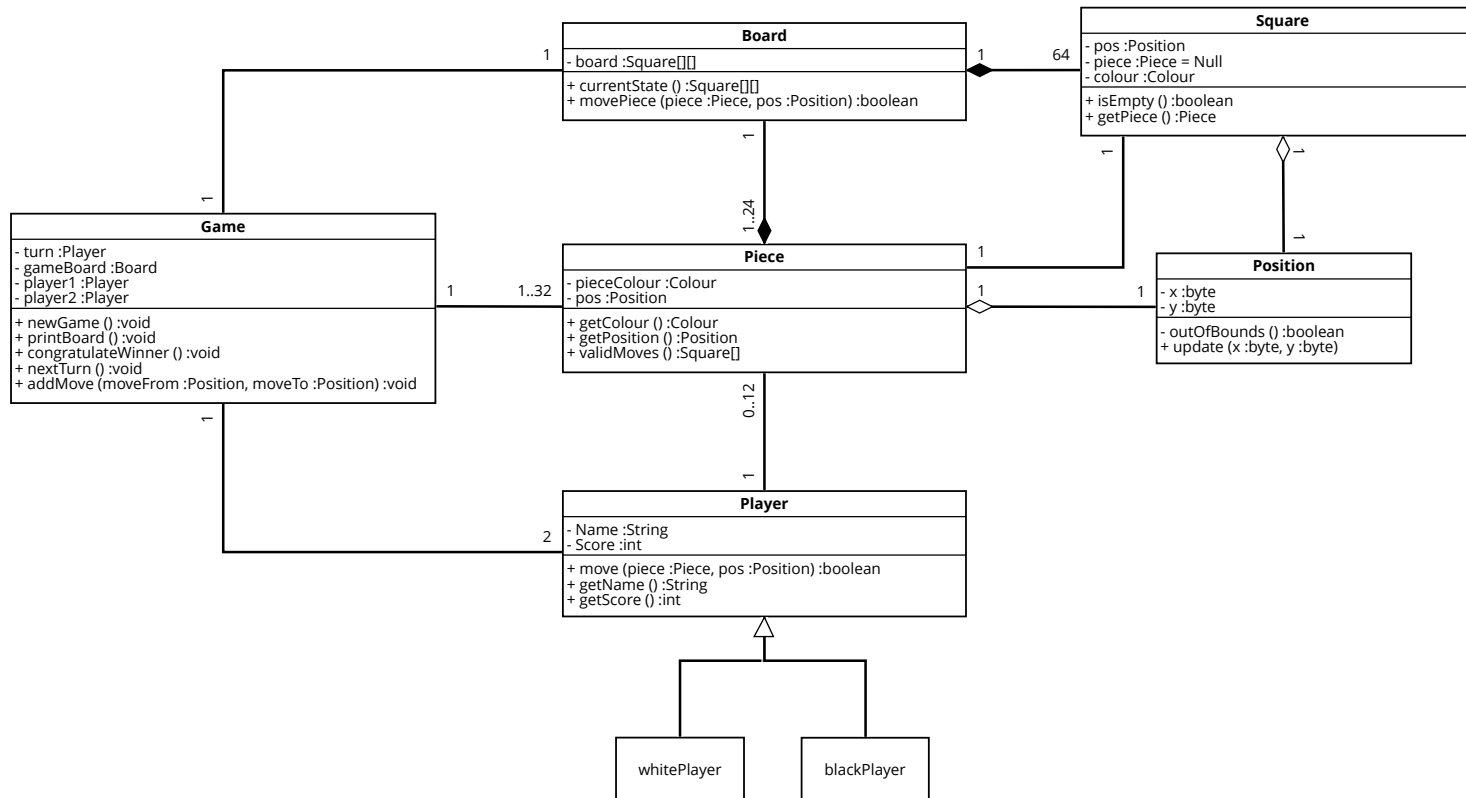 Board
- board :Square[][]
+ currentState () :Square[][]
+ movePiece (piece :Piece, pos :Position) :boolean
1
64
Square
- pos :Position
- piece :Piece = Null
- colour :Colour
+ isEmpty () :boolean
+ getPiece () :Piece
1
1
1
1
1
1..24
1
Game
- turn :Player
- gameBoard :Board
- player1 :Player
- player2 :Player
+ newGame () :void
+ printBoard () :void
+ congratulateWinner () :void
+ nextTurn () :void
+ addMove (moveFrom :Position, moveTo :Position) :void
1
1..32
Piece
- pieceColour :Colour
- pos :Position
+ getColour () :Colour
+ getPosition () :Position
+ validMoves () :Square[]
1
1
1
Position
- x :byte
- y :byte
- outOfBounds () :boolean
+ update (x :byte, y :byte)
1
0..12
1
2
Player
- Name :String
- Score :int
+ move (piece :Piece, pos :Position) :boolean
+ getName () :String
+ getScore () :int
whitePlayer
blackPlayer